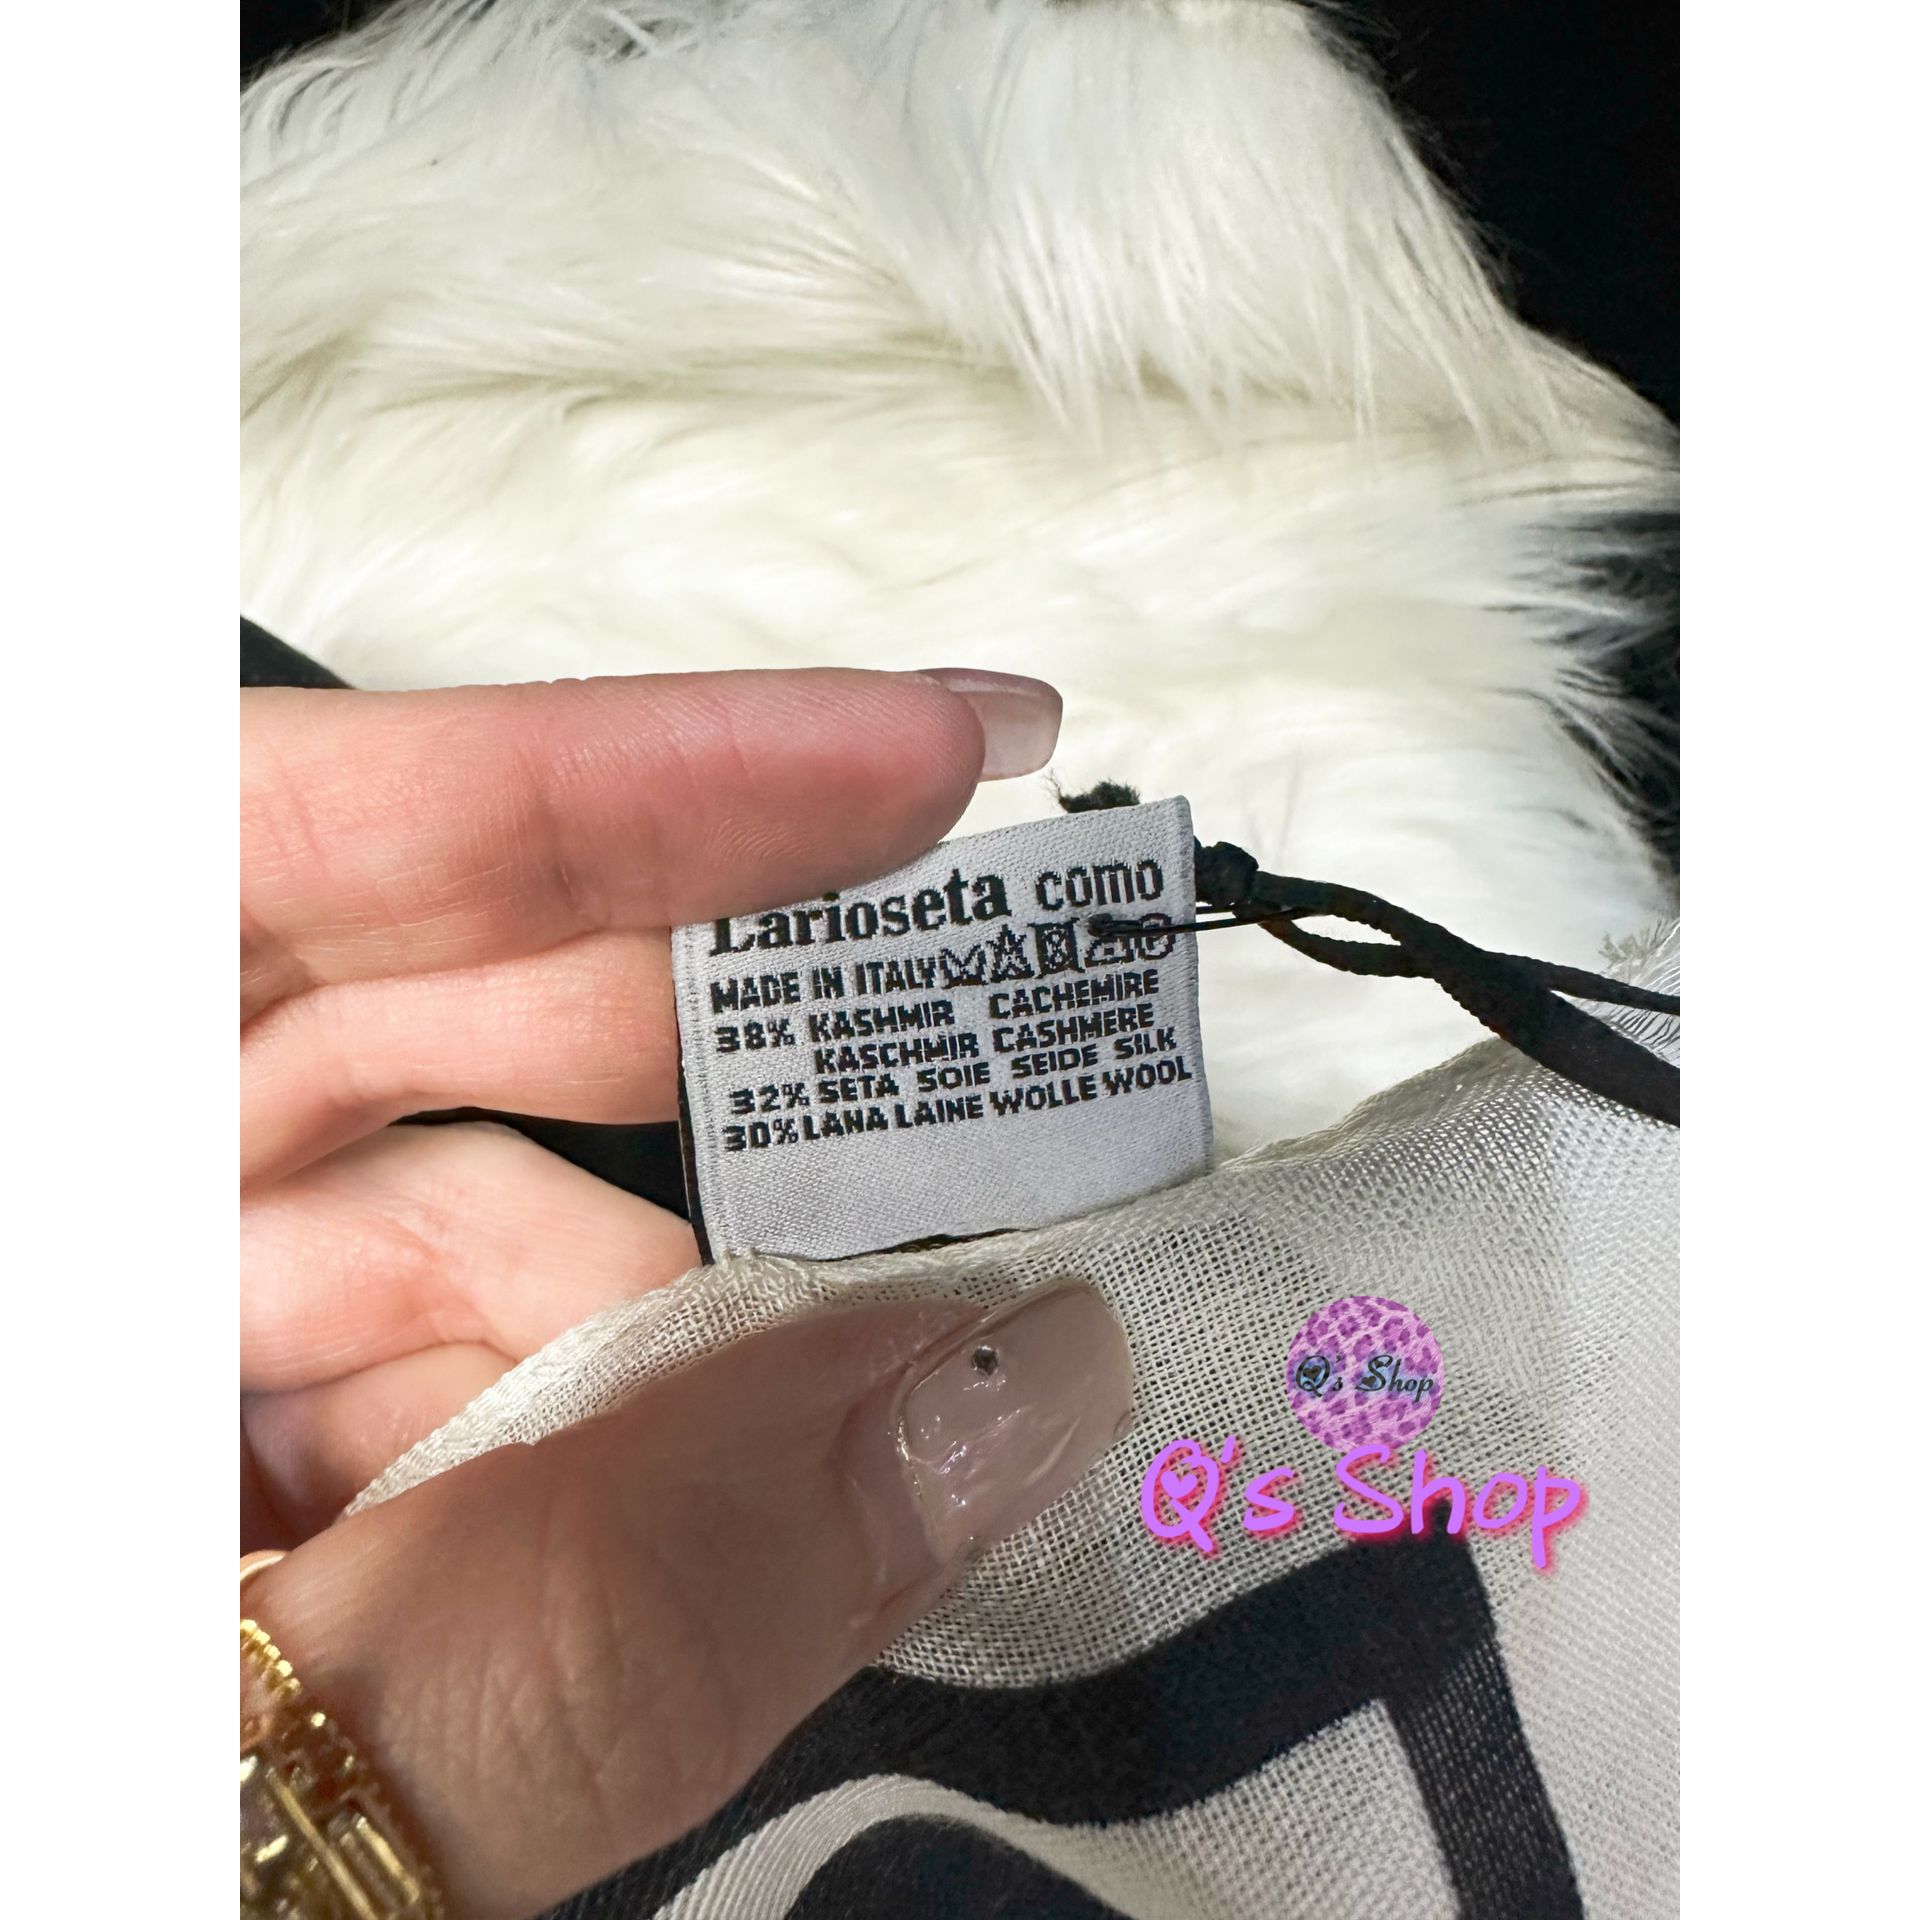 Larioseta como
MADE IN ITALY
38% KASHMIR CACHEMIRE
KASCHMIR CASHMERE
32% SETA SOIE SEIDE SILK
30% LANA LAINE WOLLE WOOL
Q's Shop
Q's Shop